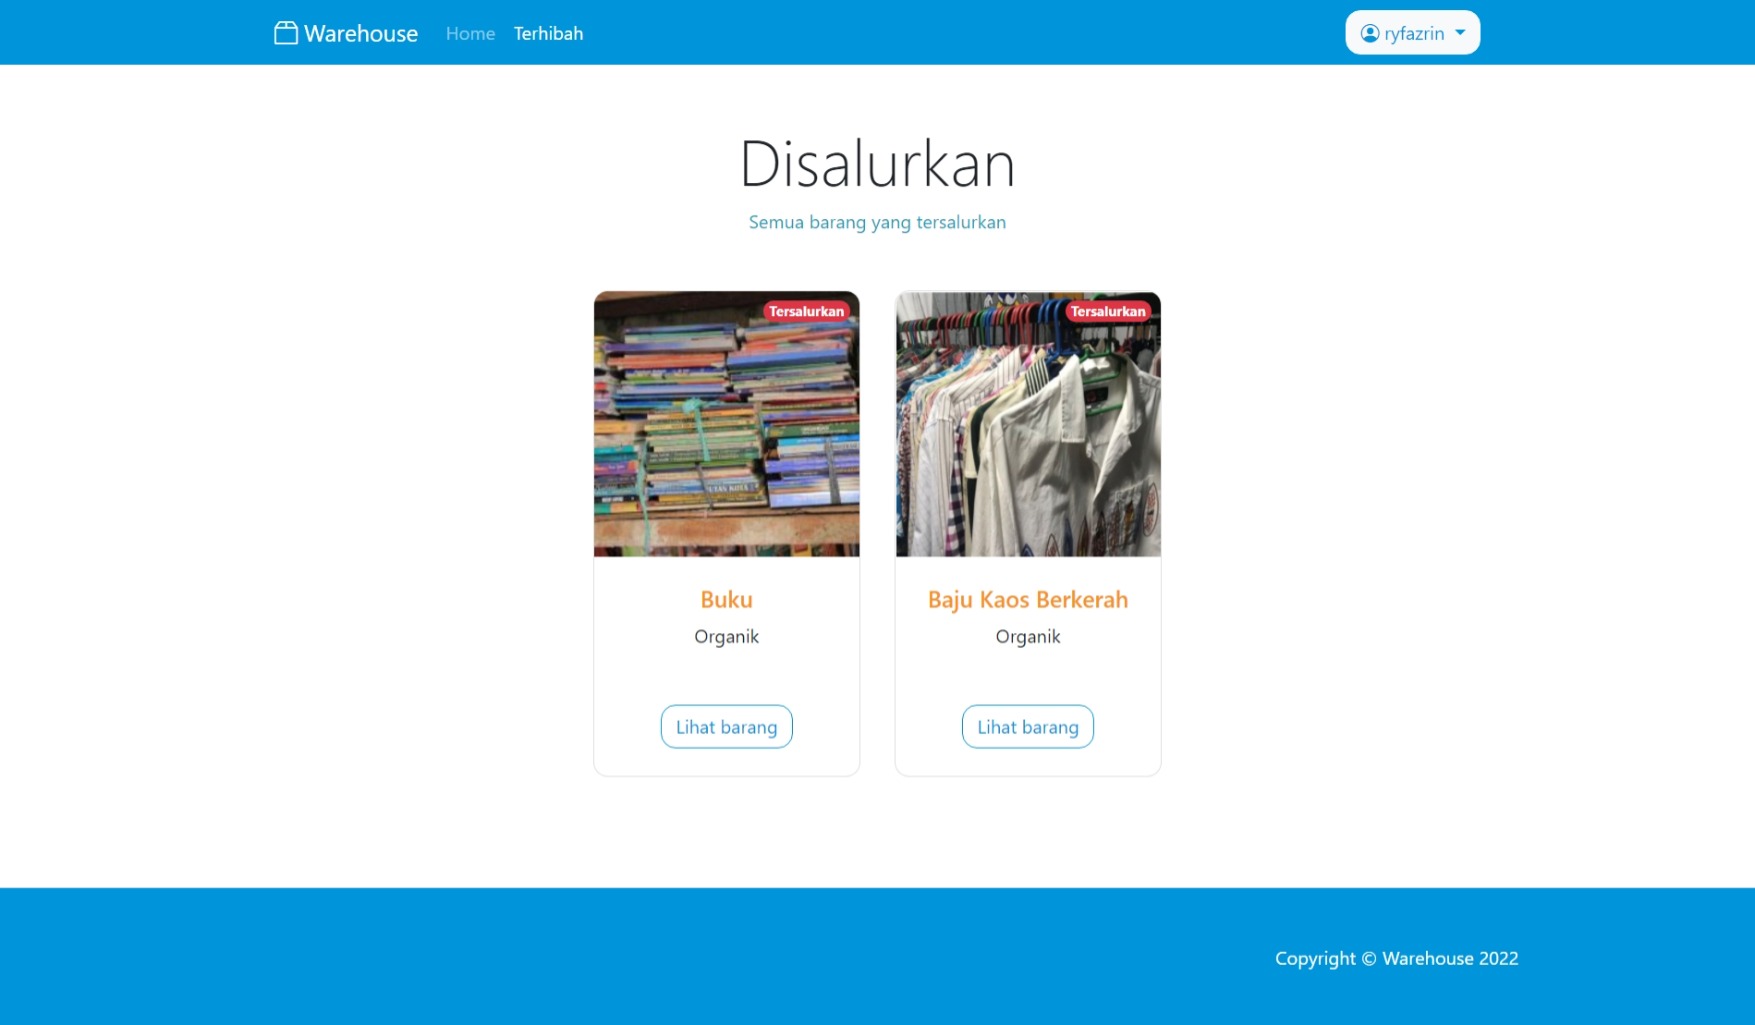 Warehouse Home Terhibah ryfazrin
Disalurkan
Semua barang yang tersalurkan
Tersalurkan
Buku
Organik
Lihat barang
Tersalurkan
Baju Kaos Berkerah
Organik
Lihat barang
Copyright © Warehouse 2022